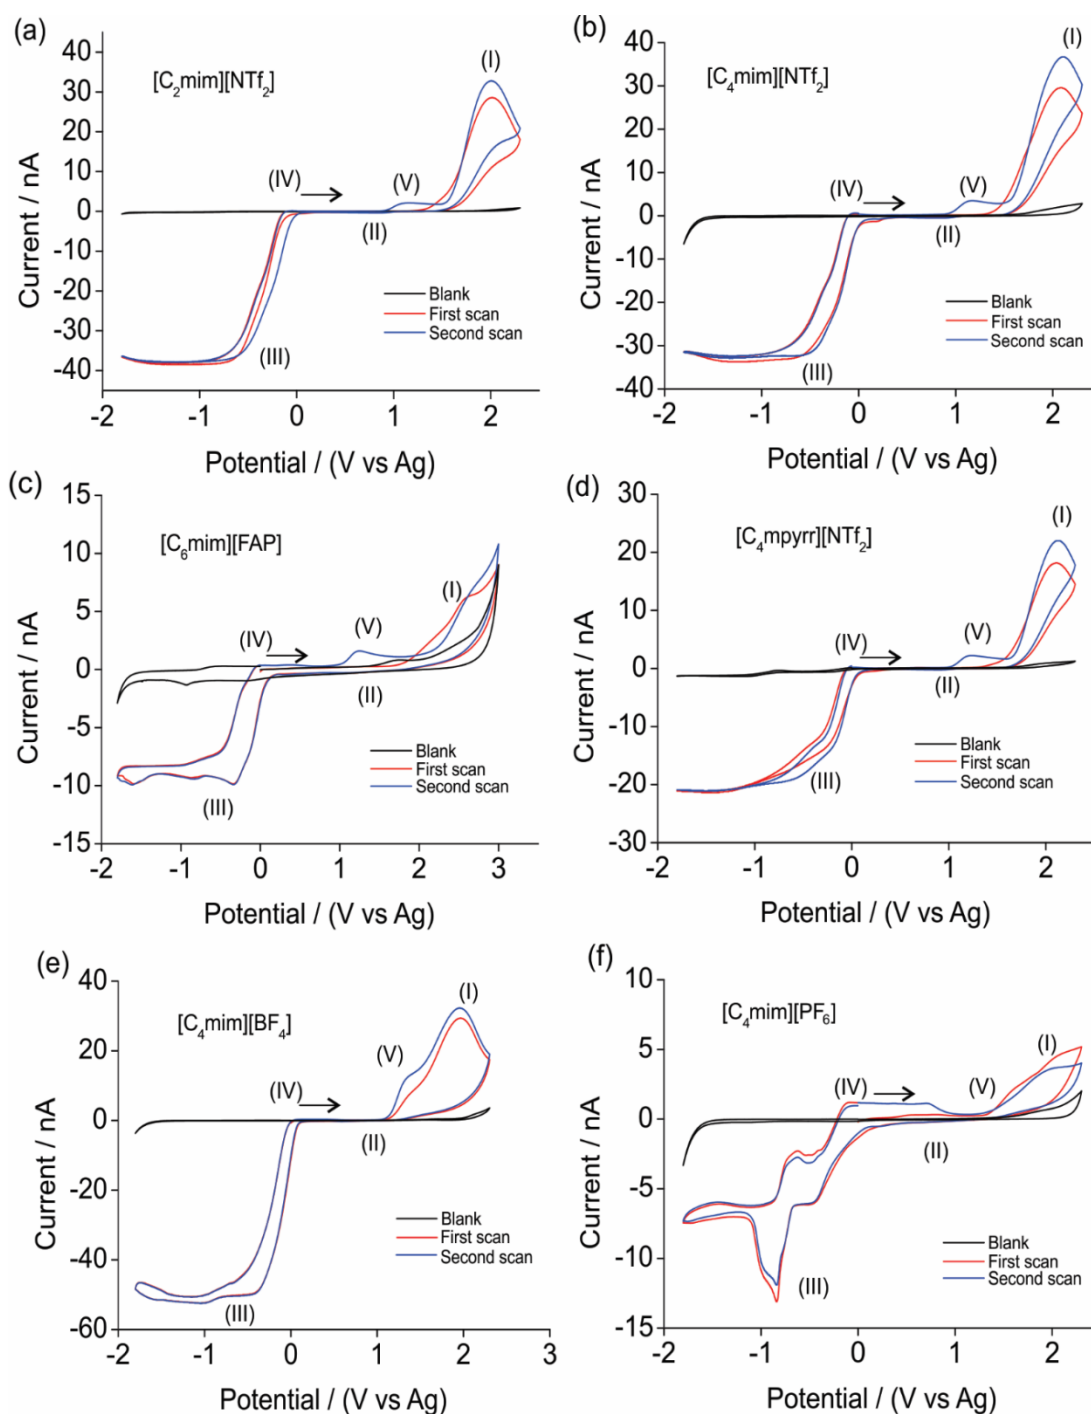 (a)
[C₂mim][NTf₂]
(I)
(II)
(III)
(IV)
(V)
Blank
First scan
Second scan
40
30
20
10
0
-10
-20
-30
-40
-2
-1
0
1
2
Current / nA
Potential / (V vs Ag)
(b)
[C₄mim][NTf₂]
(I)
(II)
(III)
(IV)
(V)
Blank
First scan
Second scan
40
30
20
10
0
-10
-20
-30
-40
-2
-1
0
1
2
Current / nA
Potential / (V vs Ag)
(c)
[C₆mim][FAP]
(I)
(II)
(III)
(IV)
(V)
Blank
First scan
Second scan
15
10
5
0
-5
-10
-15
-2
-1
0
1
2
3
Current / nA
Potential / (V vs Ag)
(d)
[C₄mpyrr][NTf₂]
(I)
(II)
(III)
(IV)
(V)
Blank
First scan
Second scan
30
20
10
0
-10
-20
-30
-2
-1
0
1
2
Current / nA
Potential / (V vs Ag)
(e)
[C₄mim][BF₄]
(I)
(II)
(III)
(IV)
(V)
Blank
First scan
Second scan
40
20
0
-20
-40
-60
-2
-1
0
1
2
3
Current / nA
Potential / (V vs Ag)
(f)
[C₄mim][PF₆]
(I)
(II)
(III)
(IV)
(V)
Blank
First scan
Second scan
10
5
0
-5
-10
-15
-2
-1
0
1
2
Current / nA
Potential / (V vs Ag)